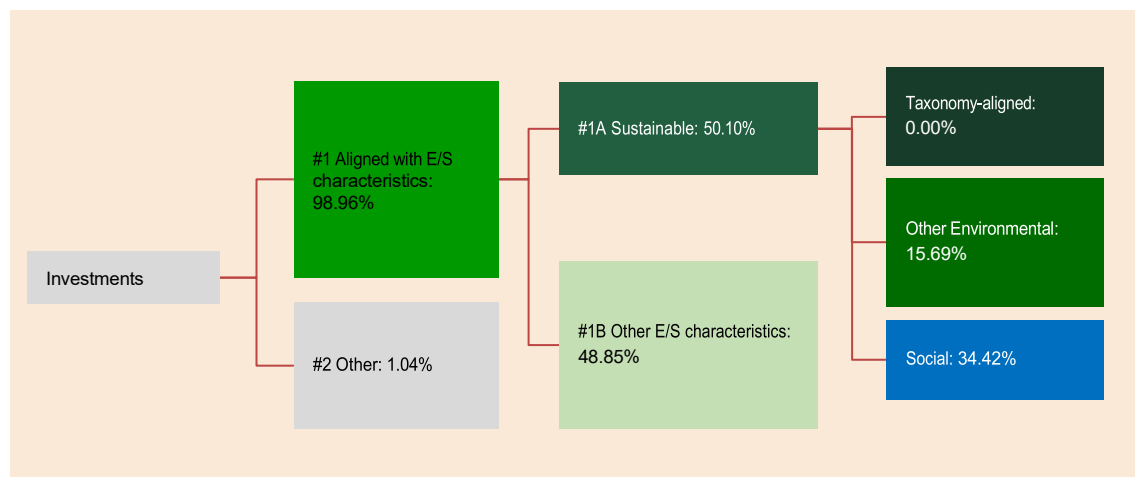 Investments
#1 Aligned with E/S
characteristics:
98.96%
#2 Other: 1.04%
#1A Sustainable: 50.10%
#1B Other E/S characteristics:
48.85%
Taxonomy-aligned:
0.00%
Other Environmental:
15.69%
Social: 34.42%